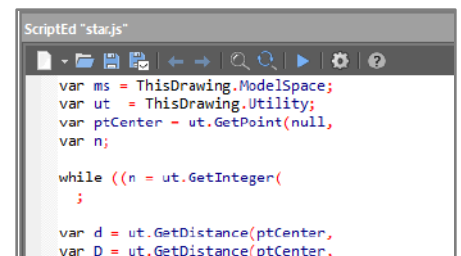 ScriptEd "star.js"
var ms = ThisDrawing.ModelSpace;
var ut  = ThisDrawing.Utility;
var ptCenter = ut.GetPoint(null,
var n;
while ((n = ut.GetInteger(
;
var d = ut.GetDistance(ptCenter,
var D = ut.GetDistance(ptCenter,